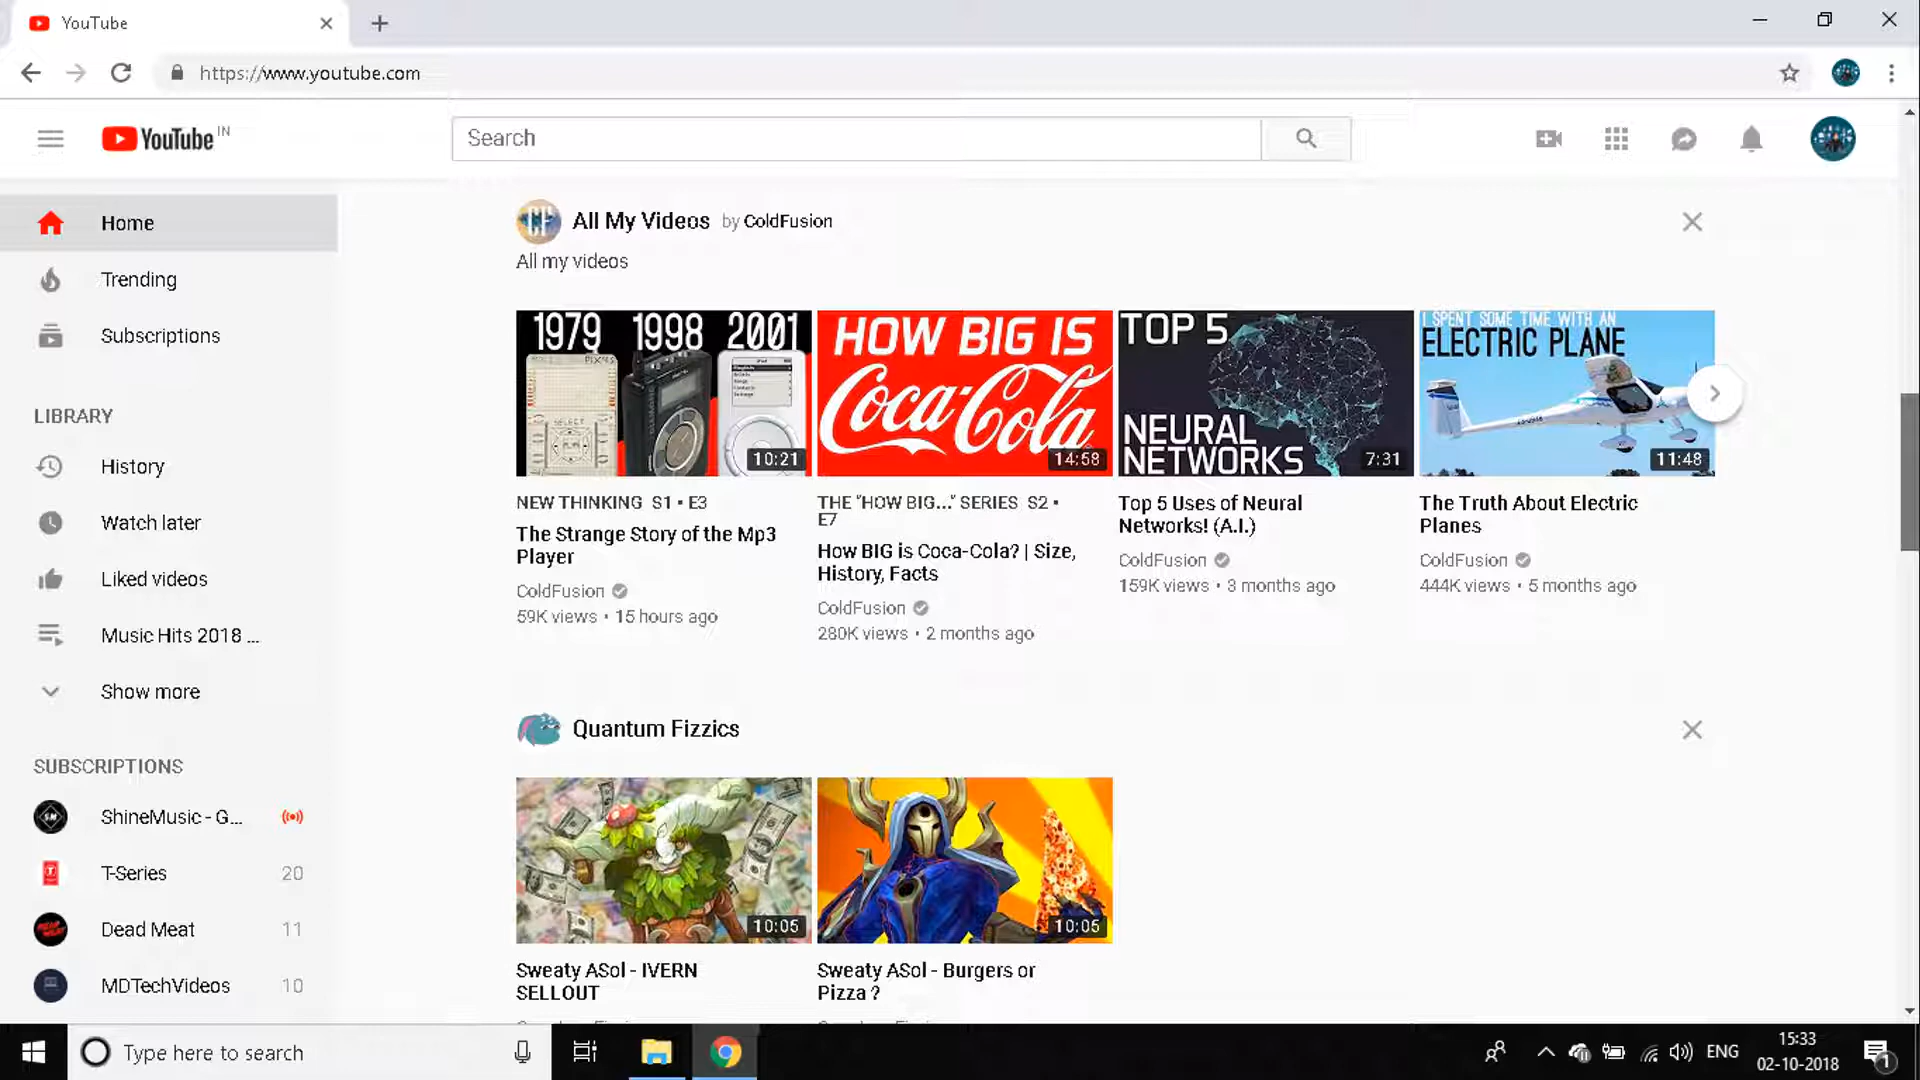 YouTube
https://www.youtube.com
YouTube IN
Search
Home
Trending
Subscriptions
LIBRARY
History
Watch later
Liked videos
Music Hits 2018 ...
Show more
SUBSCRIPTIONS
ShineMusic - G...
T-Series 20
Dead Meat 11
MDTechVideos 10
CF
All My Videos by ColdFusion
All my videos
1979 1998 2001
SELECT
10:21
NEW THINKING S1 • E3
The Strange Story of the Mp3
Player
ColdFusion
59K views • 15 hours ago
HOW BIG IS
Coca-Cola
14:58
THE "HOW BIG..." SERIES S2 •
E7
How BIG is Coca-Cola? | Size,
History, Facts
ColdFusion
280K views • 2 months ago
TOP 5
NEURAL
NETWORKS
7:31
Top 5 Uses of Neural
Networks! (A.I.)
ColdFusion
159K views • 3 months ago
I SPENT SOME TIME WITH AN
ELECTRIC PLANE
11:48
The Truth About Electric
Planes
ColdFusion
444K views • 5 months ago
Quantum Fizzics
10:05
Sweaty ASol - IVERN
SELLOUT
10:05
Sweaty ASol - Burgers or
Pizza ?
Type here to search
ENG
15:33
02-10-2018
1